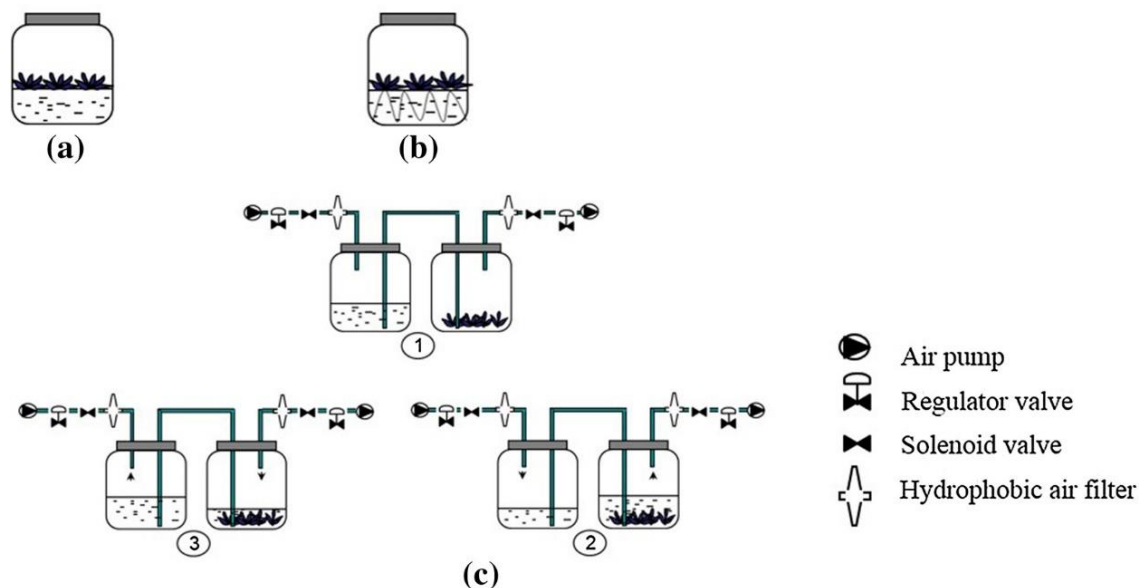 (a)
(b)
1
Air pump
Regulator valve
Solenoid valve
Hydrophobic air filter
3
2
(c)